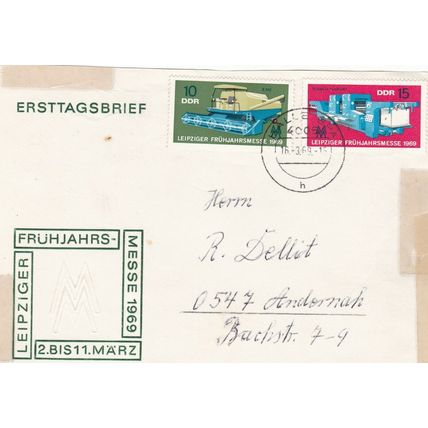 ERSTTAGSBRIEF
10
DDR
LEIPZIGER FRÜHJAHRSMESSE 1969
DDR 15
LEIPZIGER FRÜHJAHRSMESSE 1969
h
Herrn
R. Dellit
0547 Andernah
Bachstr. 7-9
LEIPZIGER
FRÜHJAHRS-
MESSE 1969
2. BIS 11. MÄRZ